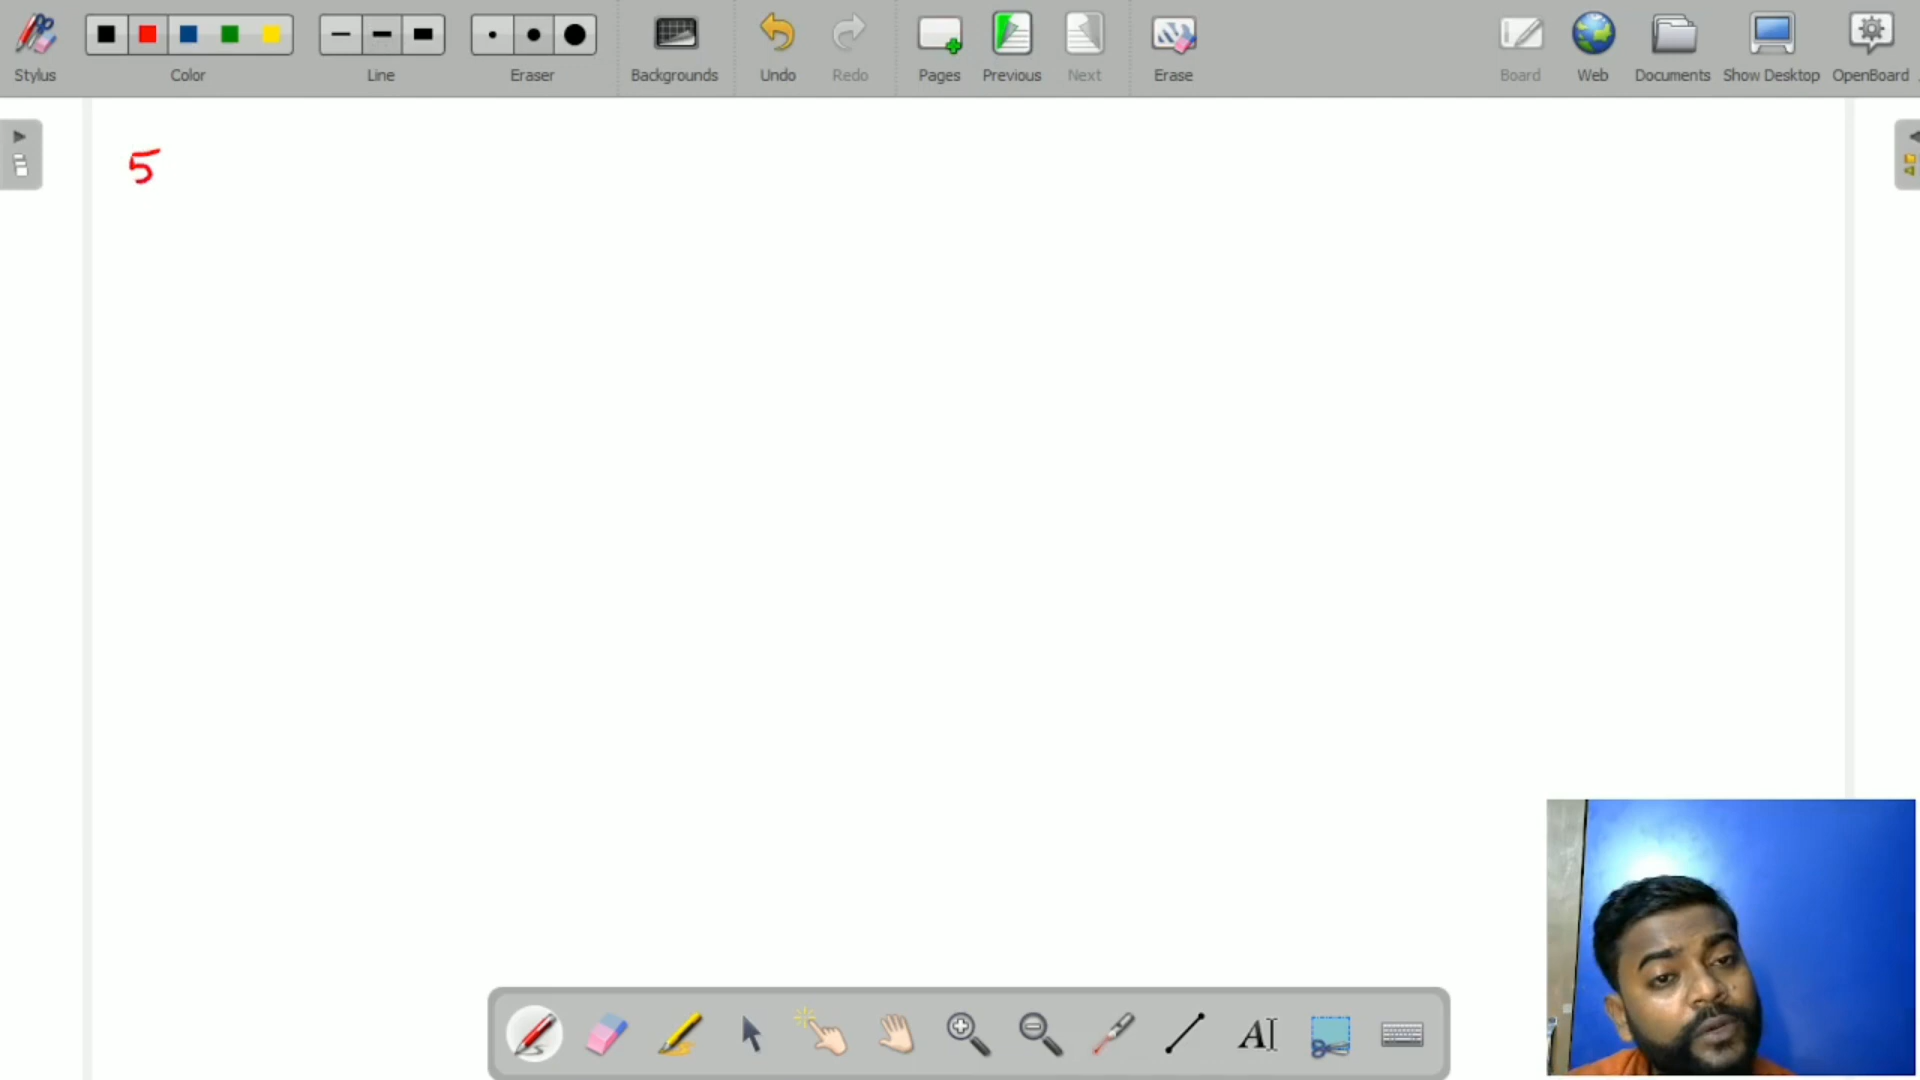 Stylus
Color
Line
Eraser
Backgrounds
Undo
Redo
Pages
Previous
Next
Erase
Board
Web
Documents
Show Desktop
OpenBoard
5